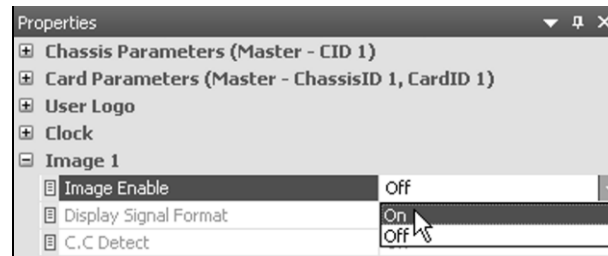 Properties
Chassis Parameters (Master - CID 1)
Card Parameters (Master - ChassisID 1, CardID 1)
User Logo
Clock
Image 1
Image Enable Off
Display Signal Format On
C.C Detect Off